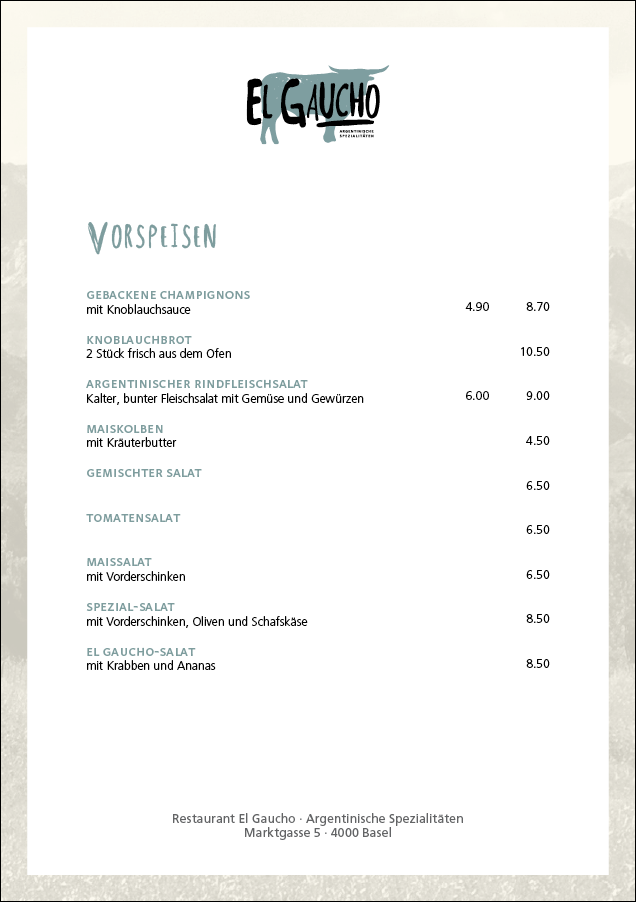 EL GAUCHO
ARGENTINISCHE
SPEZIALITÄTEN
VORSPEISEN
GEBACKENE CHAMPIGNONS
mit Knoblauchsauce 4.90 8.70
KNOBLAUCHBROT
2 Stück frisch aus dem Ofen 10.50
ARGENTINISCHER RINDFLEISCHSALAT
Kalter, bunter Fleischsalat mit Gemüse und Gewürzen 6.00 9.00
MAISKOLBEN
mit Kräuterbutter 4.50
GEMISCHTER SALAT
6.50
TOMATENSALAT
6.50
MAISSALAT
mit Vorderschinken 6.50
SPEZIAL-SALAT
mit Vorderschinken, Oliven und Schafskäse 8.50
EL GAUCHO-SALAT
mit Krabben und Ananas 8.50
Restaurant El Gaucho · Argentinische Spezialitäten
Marktgasse 5 · 4000 Basel